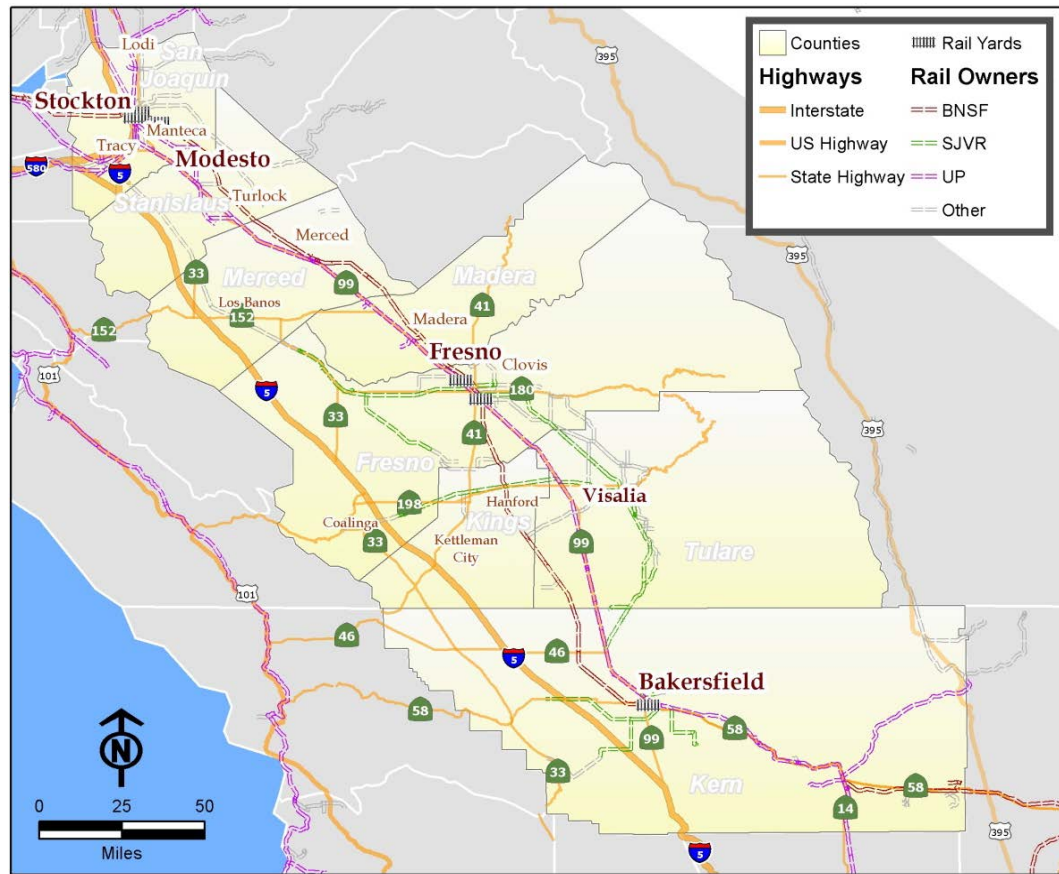 Lodi
San
Joaquin
Stockton
Manteca
Tracy
580
5
Modesto
Stanislaus
Turlock
Merced
Merced
33
99
Madera
41
Los Banos
152
152
Madera
101
Fresno
Clovis
5
180
33
41
Fresno
198
Coalinga
33
Hanford
Kings
Kettleman
City
Visalia
99
Tulare
101
46
5
46
58
Bakersfield
58
99
33
Kern
58
14
5
395
395
395
395
395
Counties
Rail Yards
Highways
Rail Owners
Interstate
BNSF
US Highway
SJVR
State Highway
UP
Other
N
0 25 50
Miles